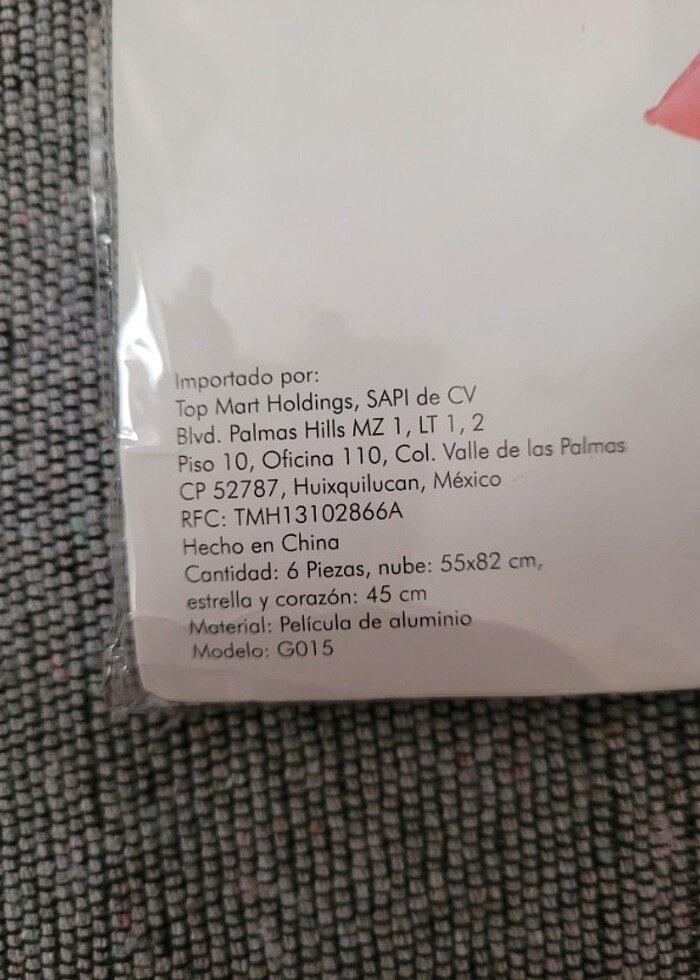 Importado por:
Top Mart Holdings, SAPI de CV
Blvd. Palmas Hills MZ 1, LT 1, 2
Piso 10, Oficina 110, Col. Valle de las Palmas
CP 52787, Huixquilucan, México
RFC: TMH13102866A
Hecho en China
Cantidad: 6 Piezas, nube: 55x82 cm,
estrella y corazón: 45 cm
Material: Película de aluminio
Modelo: G015